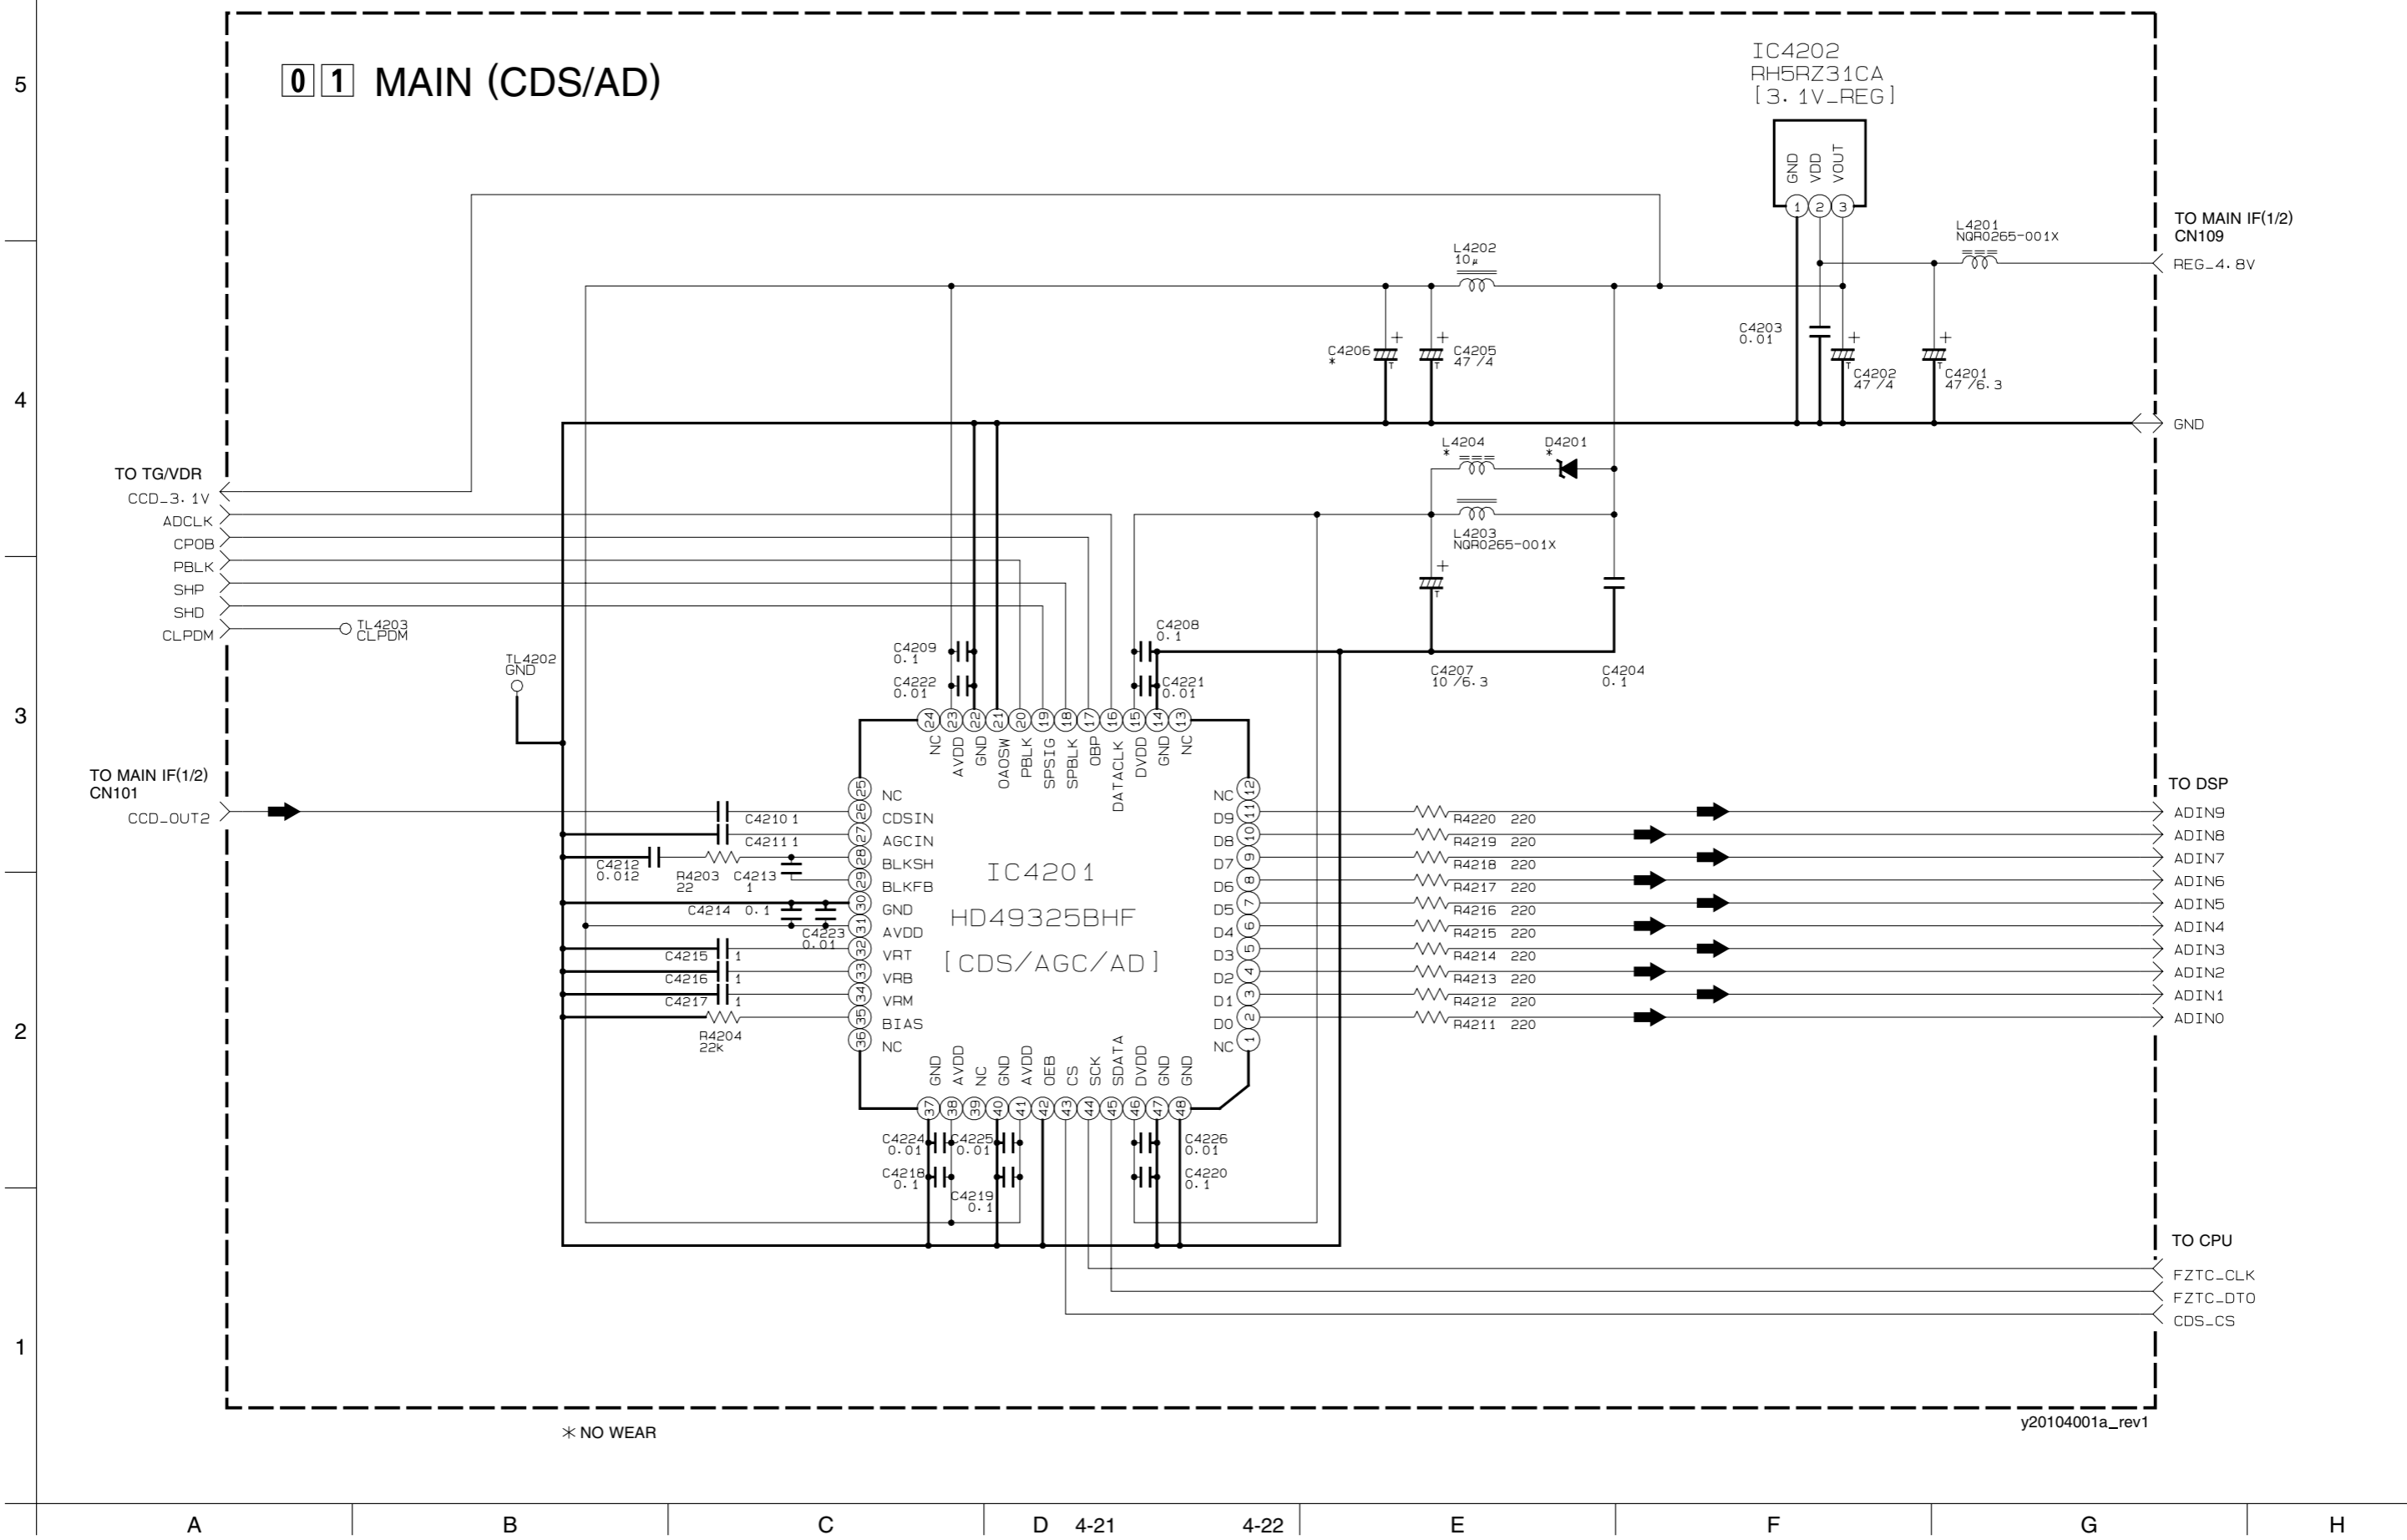 5
4
3
2
1
0 1 MAIN (CDS/AD)
IC4202
RH5RZ31CA
[3.1V_REG]
GND
VDD
VOUT
1 2 3
TO MAIN IF(1/2)
CN109
L4201
NQR0265-001X
REG_4.8V
L4202
10µ
C4203
0.01
C4206
*
C4205
47/4
C4202
47/4
C4201
47/6.3
GND
L4204
*
D4201
*
L4203
NQR0265-001X
TO TG/VDR
CCD_3.1V
ADCLK
CPOB
PBLK
SHP
SHD
CLPDM
TL4203
CLPDM
TL4202
GND
C4209
0.1
C4222
0.01
C4208
0.1
C4221
0.01
C4207
10/6.3
C4204
0.1
24 23 22 21 20 19 18 17 16 15 14 13
NC
AVDD
GND
OAOSW
PBLK
SPSIG
SPBLK
OBP
DATACLK
DVDD
GND
NC
TO MAIN IF(1/2)
CN101
CCD_OUT2
C4210 1
C4211 1
C4212
0.012
R4203
22
C4213
1
C4214 0.1
C4223
0.01
C4215 1
C4216 1
C4217 1
R4204
22K
25 NC
26 CDSIN
27 AGCIN
28 BLKSH
29 BLKFB
30 GND
31 AVDD
32 VRT
33 VRB
34 VRM
35 BIAS
36 NC
IC4201
HD49325BHF
[CDS/AGC/AD]
NC 12
D9 11
D8 10
D7 9
D6 8
D5 7
D4 6
D3 5
D2 4
D1 3
D0 2
NC 1
R4220 220
R4219 220
R4218 220
R4217 220
R4216 220
R4215 220
R4214 220
R4213 220
R4212 220
R4211 220
TO DSP
ADIN9
ADIN8
ADIN7
ADIN6
ADIN5
ADIN4
ADIN3
ADIN2
ADIN1
ADIN0
GND
AVDD
NC
GND
AVDD
OEB
CS
SCK
SDATA
DVDD
GND
GND
37 38 39 40 41 42 43 44 45 46 47 48
C4224
0.01
C4225
0.01
C4226
0.01
C4218
0.1
C4219
0.1
C4220
0.1
TO CPU
FZTC_CLK
FZTC_DTO
CDS_CS
* NO WEAR
y20104001a_rev1
A B C D 4-21 4-22 E F G H